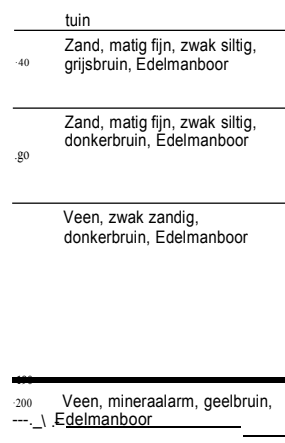 tuin
Zand, matig fijn, zwak siltig,
-40 grijsbruin, Edelmanboor
Zand, matig fijn, zwak siltig,
donkerbruin, Edelmanboor
.go
Veen, zwak zandig,
donkerbruin, Edelmanboor
-200 Veen, mineraalarm, geelbruin,
Edelmanboor